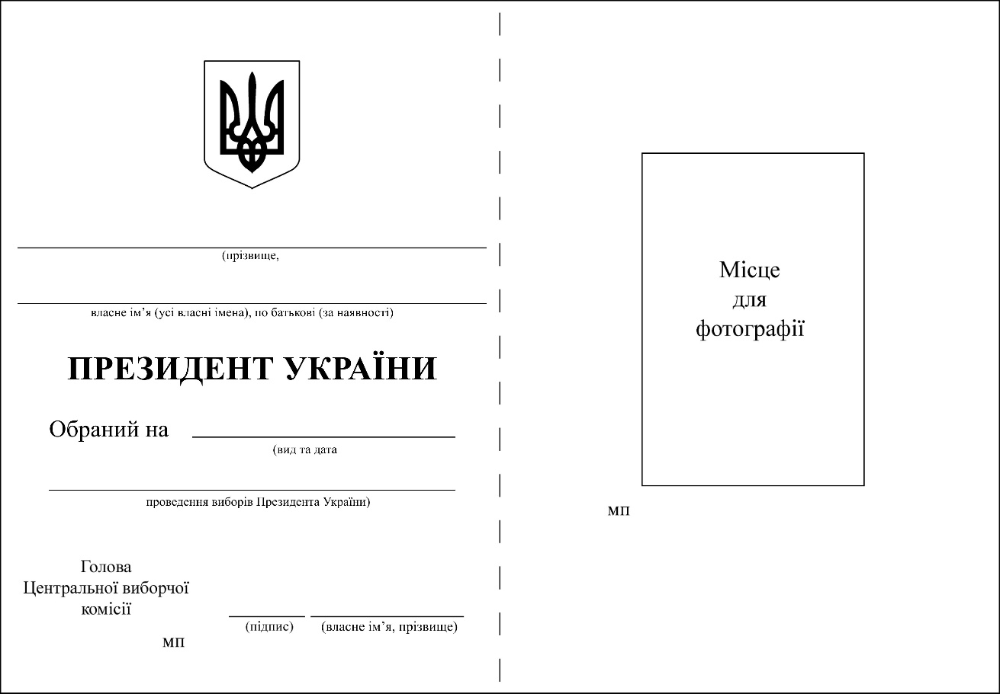 (прізвище,
власне ім’я (усі власні імена), по батькові (за наявності)
ПРЕЗИДЕНТ УКРАЇНИ
Обраний на
(вид та дата
проведення виборів Президента України)
Голова
Центральної виборчої
комісії
(підпис) (власне ім’я, прізвище)
мп
Місце
для
фотографії
мп